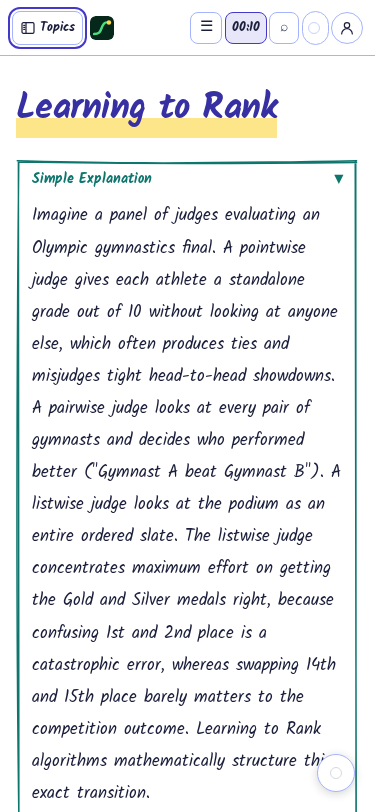 Topics
00:10
Learning to Rank
Simple Explanation
Imagine a panel of judges evaluating an
Olympic gymnastics final. A pointwise
judge gives each athlete a standalone
grade out of 10 without looking at anyone
else, which often produces ties and
misjudges tight head-to-head showdowns.
A pairwise judge looks at every pair of
gymnasts and decides who performed
better ("Gymnast A beat Gymnast B"). A
listwise judge looks at the podium as an
entire ordered slate. The listwise judge
concentrates maximum effort on getting
the Gold and Silver medals right, because
confusing 1st and 2nd place is a
catastrophic error, whereas swapping 14th
and 15th place barely matters to the
competition outcome. Learning to Rank
algorithms mathematically structure this
exact transition.